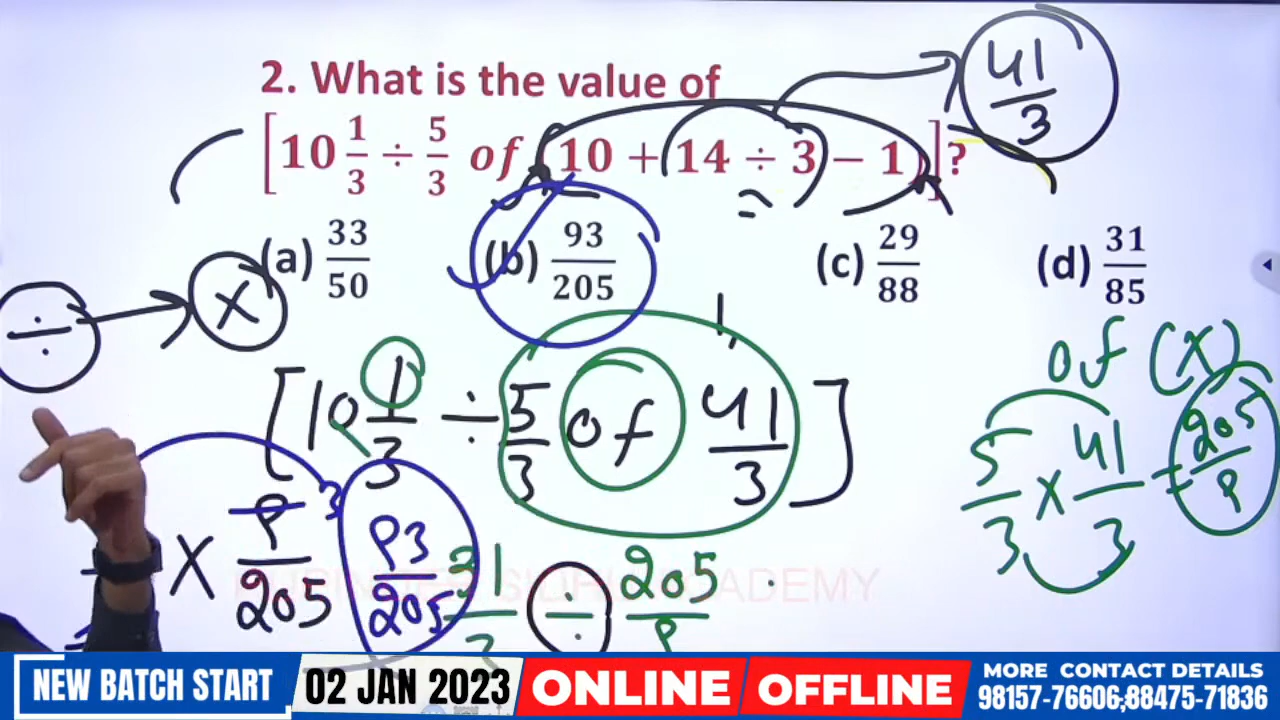 2. What is the value of
[10 1/3 ÷ 5/3 of (10 + (14 ÷ 3) − 1)]?
41/3
(a) 33/50 (b) 93/205 (c) 29/88 (d) 31/85
÷ → ×
of (×)
[10 1/3 ÷ 5/3 of 41/3]
5/3 × 41/3 = 205/9
× 9/205 3 93/205 31/3 ÷ 205/9
ACADEMY
NEW BATCH START 02 JAN 2023 ONLINE OFFLINE MORE CONTACT DETAILS
98157-76606,88475-71836